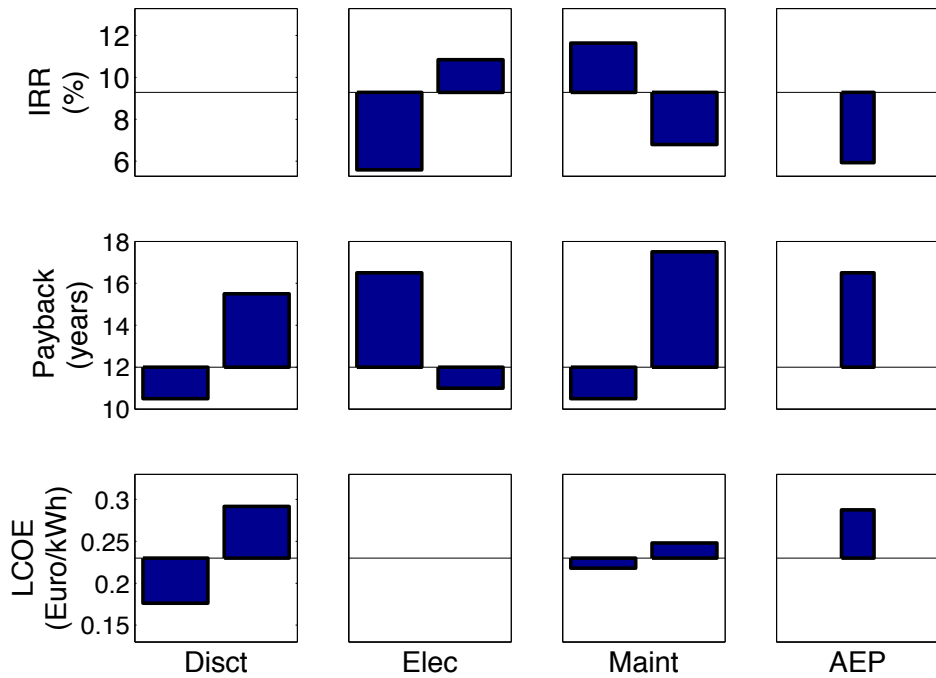 IRR
(%)
12
10
8
6
Payback
(years)
18
16
14
12
10
LCOE
(Euro/kWh)
0.3
0.25
0.2
0.15
Disct
Elec
Maint
AEP